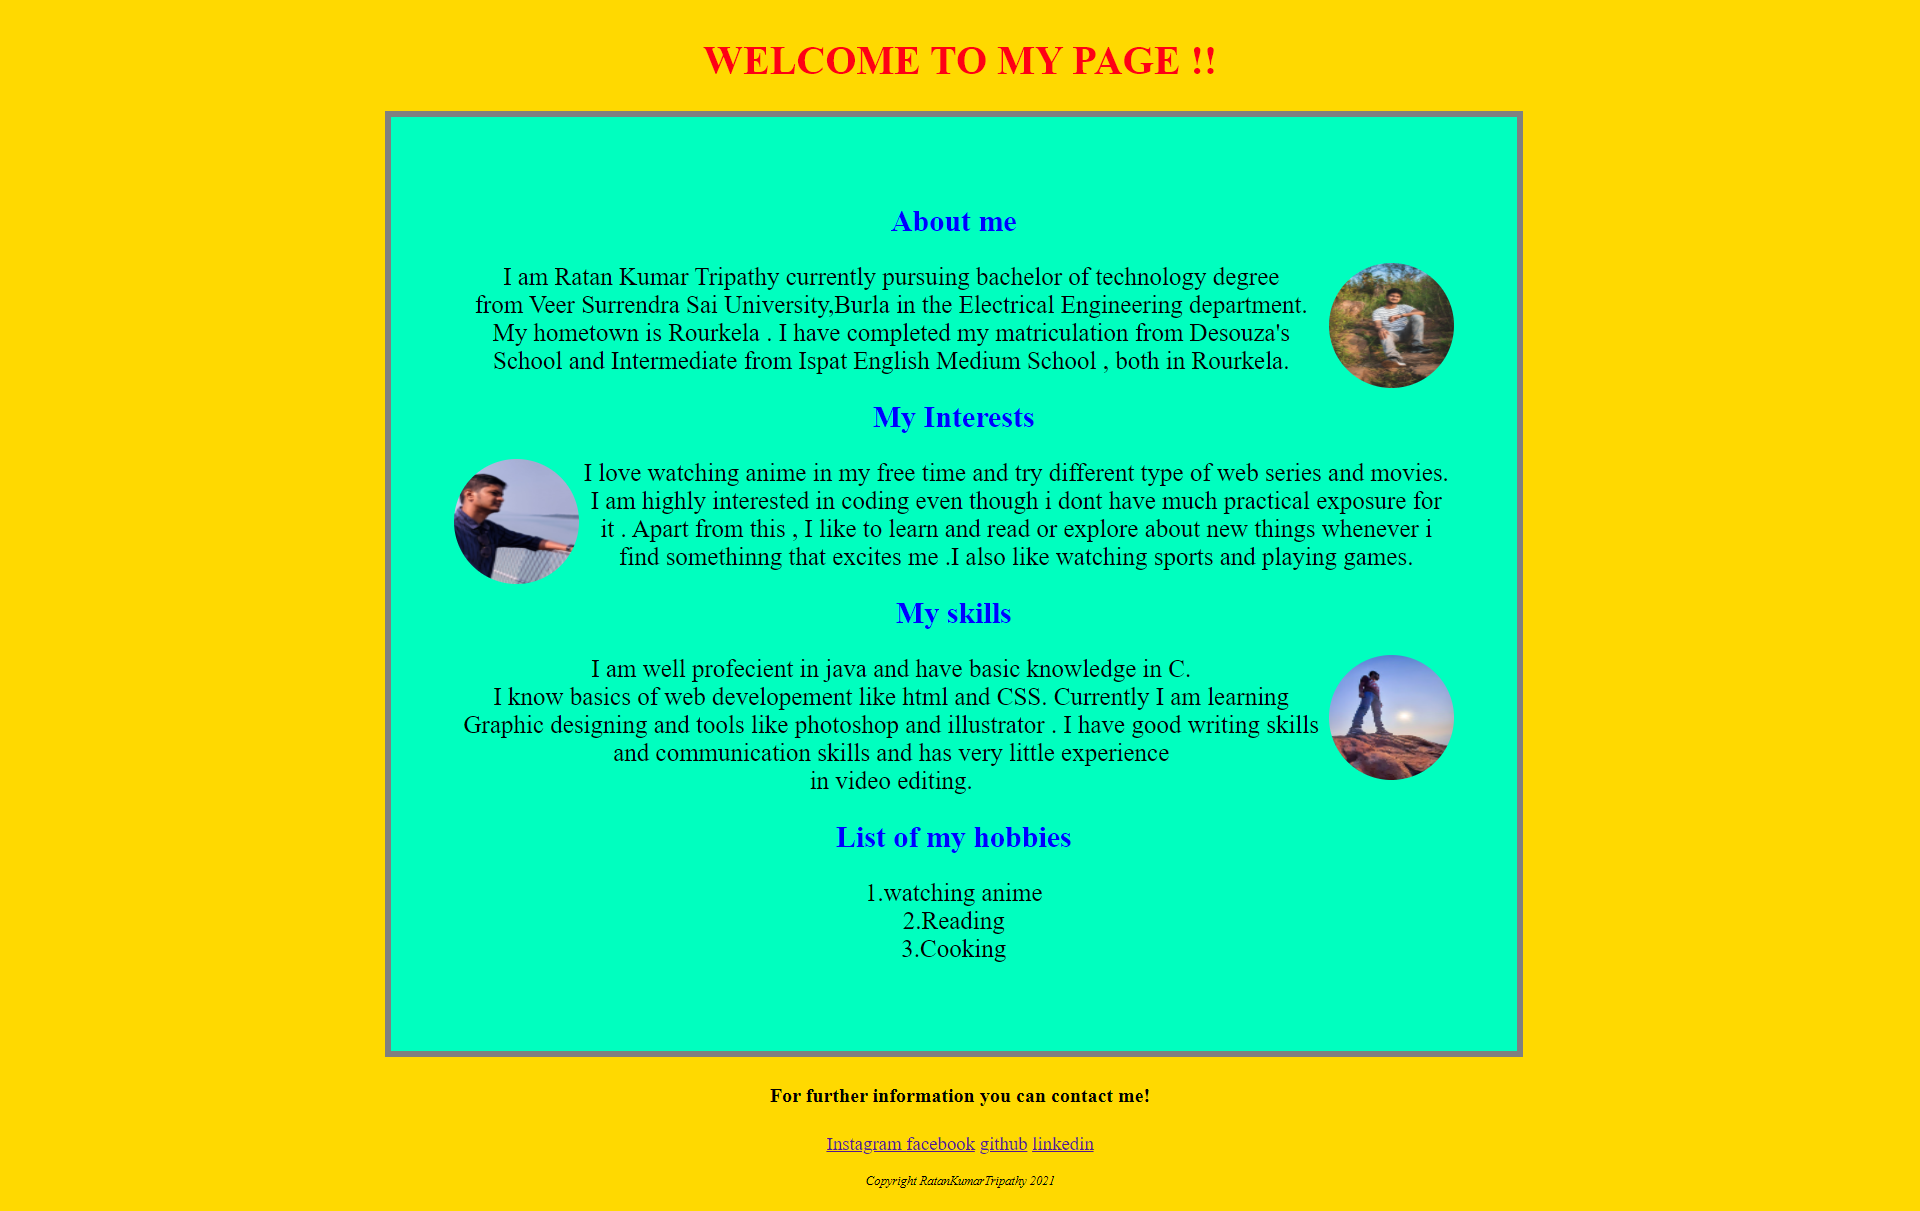 WELCOME TO MY PAGE !!
About me
I am Ratan Kumar Tripathy currently pursuing bachelor of technology degree
from Veer Surrendra Sai University,Burla in the Electrical Engineering department.
My hometown is Rourkela . I have completed my matriculation from Desouza's
School and Intermediate from Ispat English Medium School , both in Rourkela.
My Interests
I love watching anime in my free time and try different type of web series and movies.
I am highly interested in coding even though i dont have much practical exposure for
it . Apart from this , I like to learn and read or explore about new things whenever i
find somethinng that excites me .I also like watching sports and playing games.
My skills
I am well profecient in java and have basic knowledge in C.
I know basics of web developement like html and CSS. Currently I am learning
Graphic designing and tools like photoshop and illustrator . I have good writing skills
and communication skills and has very little experience
in video editing.
List of my hobbies
1.watching anime
2.Reading
3.Cooking
For further information you can contact me!
Instagram facebook github linkedin
Copyright RatanKumarTripathy 2021